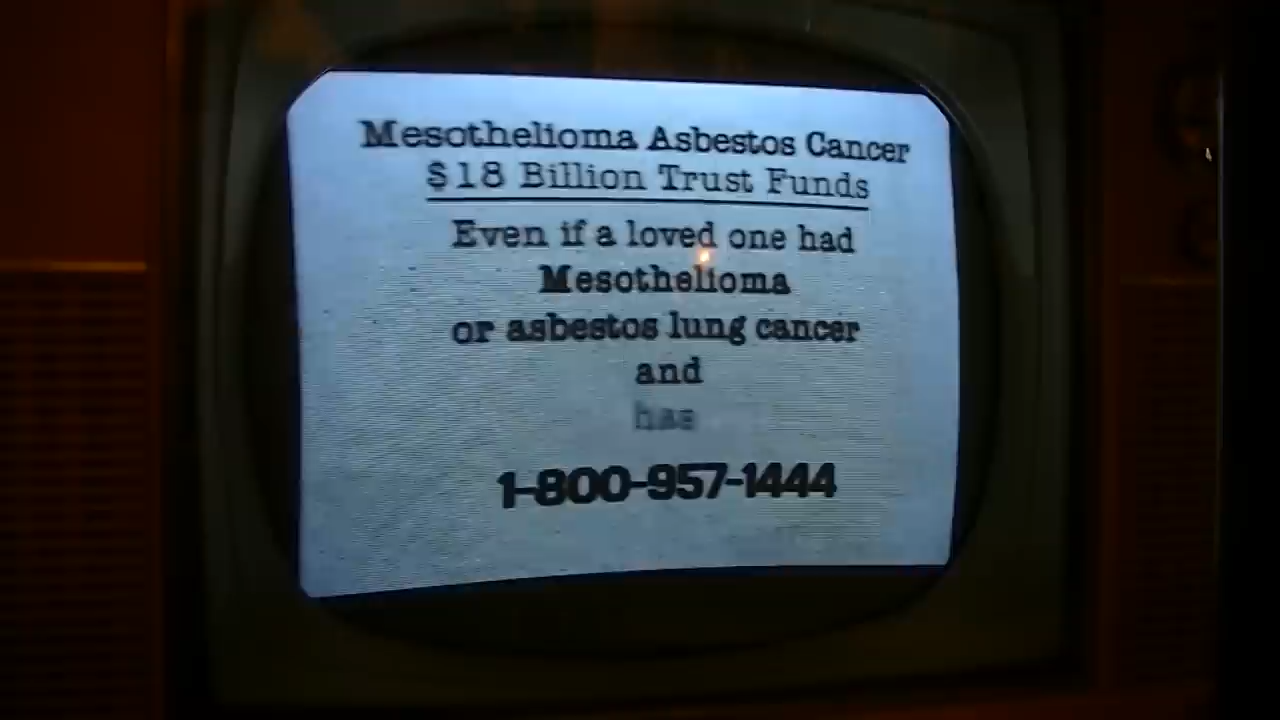 Mesothelioma Asbestos Cancer
$18 Billion Trust Funds
Even if a loved one had
Mesothelioma
or asbestos lung cancer
and
has
1-800-957-1444